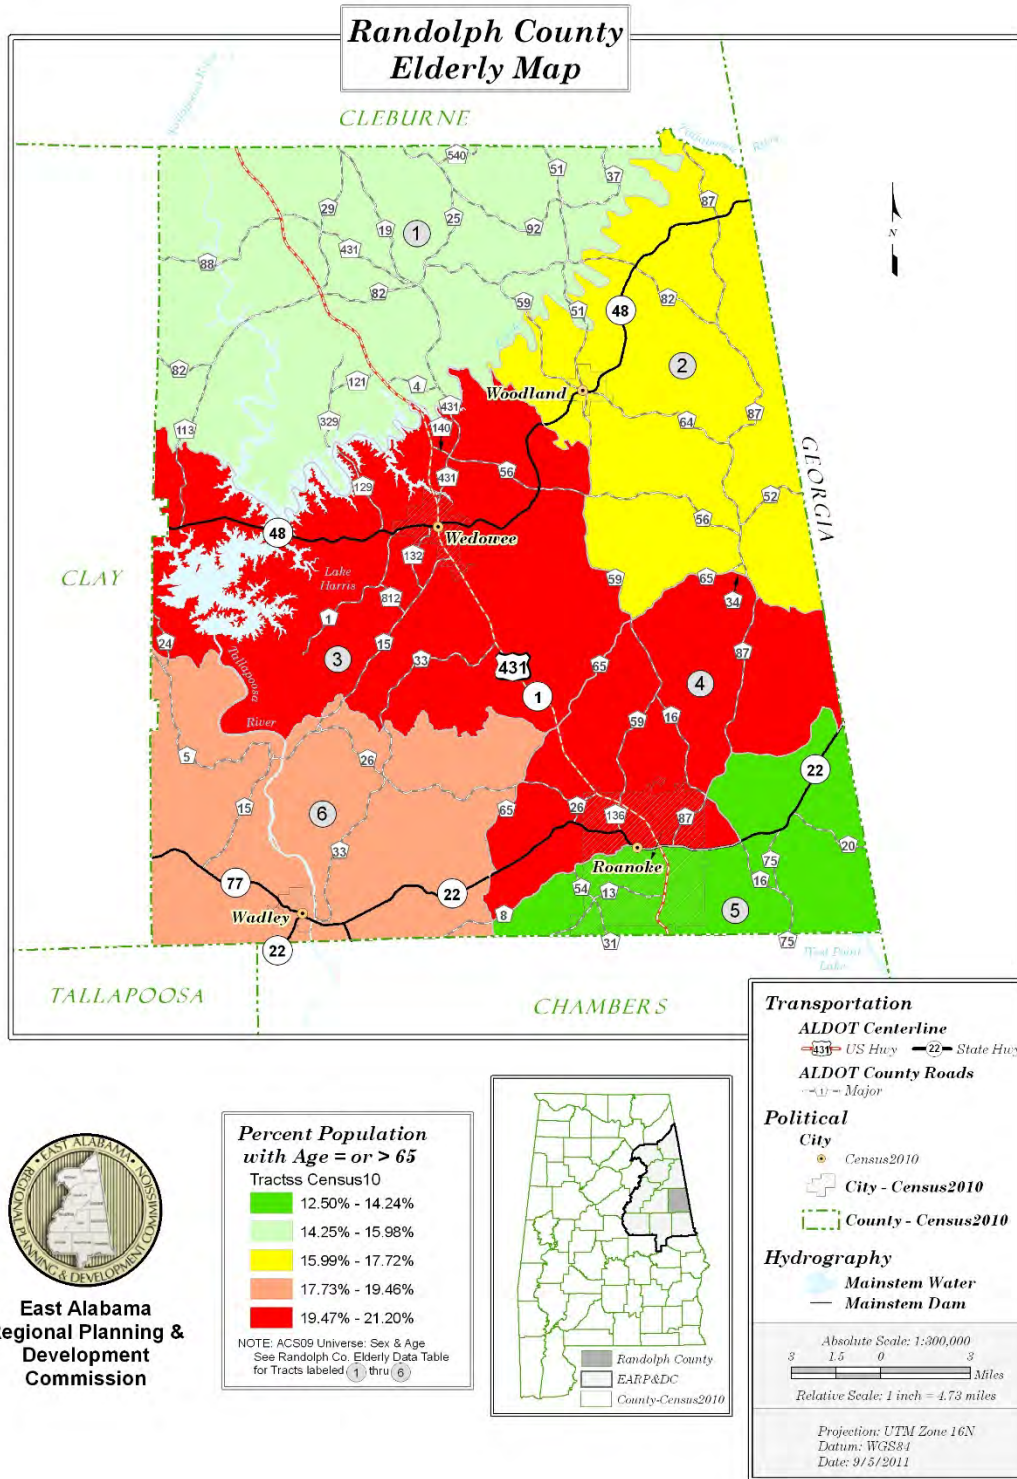 Randolph County
Elderly Map
CLEBURNE
Tallapoosa River
Tallapoosa
River
540
51
37
87
29
19
25
92
1
431
88
82
59
51
48
82
N
2
82
121
4
Woodland
431
329
140
64
87
113
GEORGIA
431
56
129
52
48
56
Wedowee
132
CLAY
Lake
Harris
59
65
812
34
1
24
15
3
33
87
Tallapoosa
431
65
4
1
River
59
16
5
26
22
15
65
26
136
87
6
33
20
Roanoke
75
77
22
54
13
16
Wadley
8
5
22
31
75
West Point
Lake
TALLAPOOSA
CHAMBERS
Transportation
ALDOT Centerline
431 US Hwy 22 State Hwy
ALDOT County Roads
1 Major
Political
City
Census2010
City - Census2010
County - Census2010
Hydrography
Mainstem Water
Mainstem Dam
Absolute Scale: 1:300,000
3 1.5 0 3
Miles
Relative Scale: 1 inch = 4.73 miles
Projection: UTM Zone 16N
Datum: WGS84
Date: 9/5/2011
EAST ALABAMA
REGIONAL PLANNING & DEVELOPMENT COMMISSION
East Alabama
Regional Planning &
Development
Commission
Percent Population
with Age = or > 65
Tractss Census10
12.50% - 14.24%
14.25% - 15.98%
15.99% - 17.72%
17.73% - 19.46%
19.47% - 21.20%
NOTE: ACS09 Universe: Sex & Age
See Randolph Co. Elderly Data Table
for Tracts labeled 1 thru 6
Randolph County
EARP&DC
County-Census2010